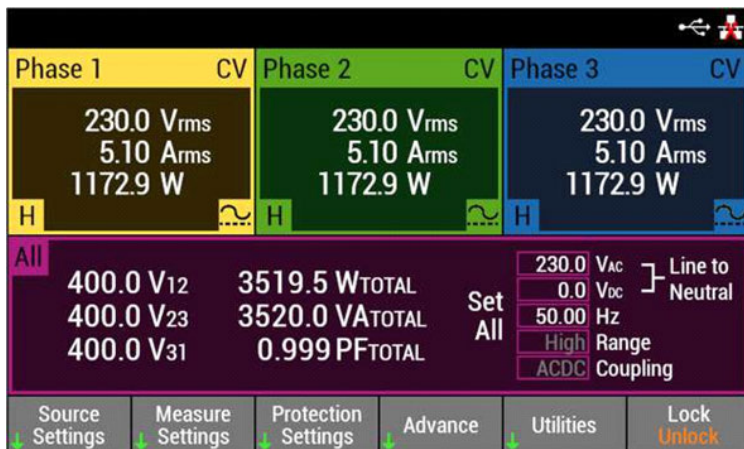 Phase 1 CV
230.0 Vrms
5.10 Arms
1172.9 W
H
Phase 2 CV
230.0 Vrms
5.10 Arms
1172.9 W
H
Phase 3 CV
230.0 Vrms
5.10 Arms
1172.9 W
H
All
400.0 V12
400.0 V23
400.0 V31
3519.5 WTOTAL
3520.0 VATOTAL
0.999 PFTOTAL
Set
All
230.0 VAC
0.0 VDC
Line to
Neutral
50.00 Hz
High Range
ACDC Coupling
Source
Settings
Measure
Settings
Protection
Settings
Advance
Utilities
Lock
Unlock